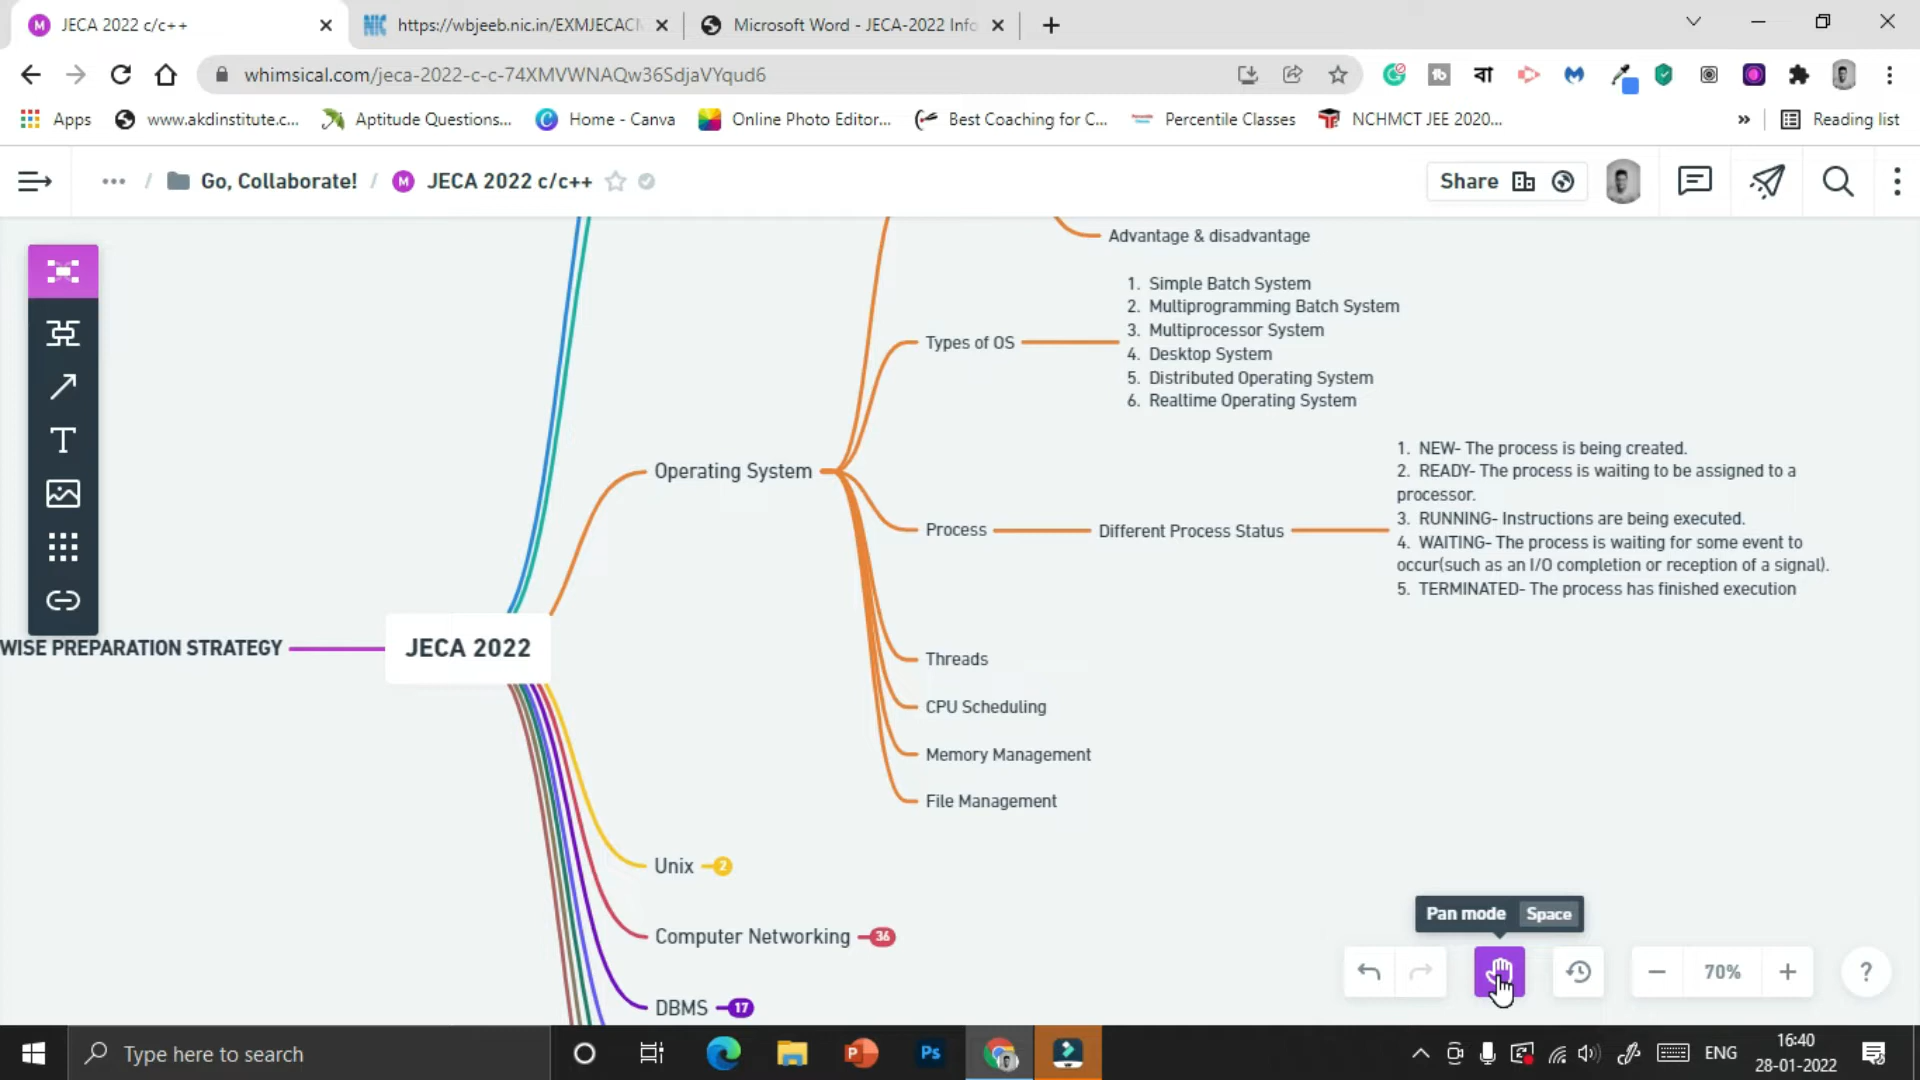 JECA 2022 c/c++
https://wbjeeb.nic.in/EXMJECACI
Microsoft Word - JECA-2022 Info
whimsical.com/jeca-2022-c-c-74XMVWNAQw36SdjaVYqud6
Apps
www.akdinstitute.c...
Aptitude Questions...
Home - Canva
Online Photo Editor...
Best Coaching for C...
Percentile Classes
NCHMCT JEE 2020...
»
Reading list
••• / Go, Collaborate! / M JECA 2022 c/c++
Share
Advantage & disadvantage
Types of OS
1. Simple Batch System
2. Multiprogramming Batch System
3. Multiprocessor System
4. Desktop System
5. Distributed Operating System
6. Realtime Operating System
Operating System
Process
Different Process Status
1. NEW- The process is being created.
2. READY- The process is waiting to be assigned to a
processor.
3. RUNNING- Instructions are being executed.
4. WAITING- The process is waiting for some event to
occur(such as an I/O completion or reception of a signal).
5. TERMINATED- The process has finished execution
WISE PREPARATION STRATEGY
JECA 2022
Threads
CPU Scheduling
Memory Management
File Management
Unix 2
Computer Networking 36
DBMS 17
Pan mode Space
70%
?
Type here to search
Ps
ENG
16:40
28-01-2022